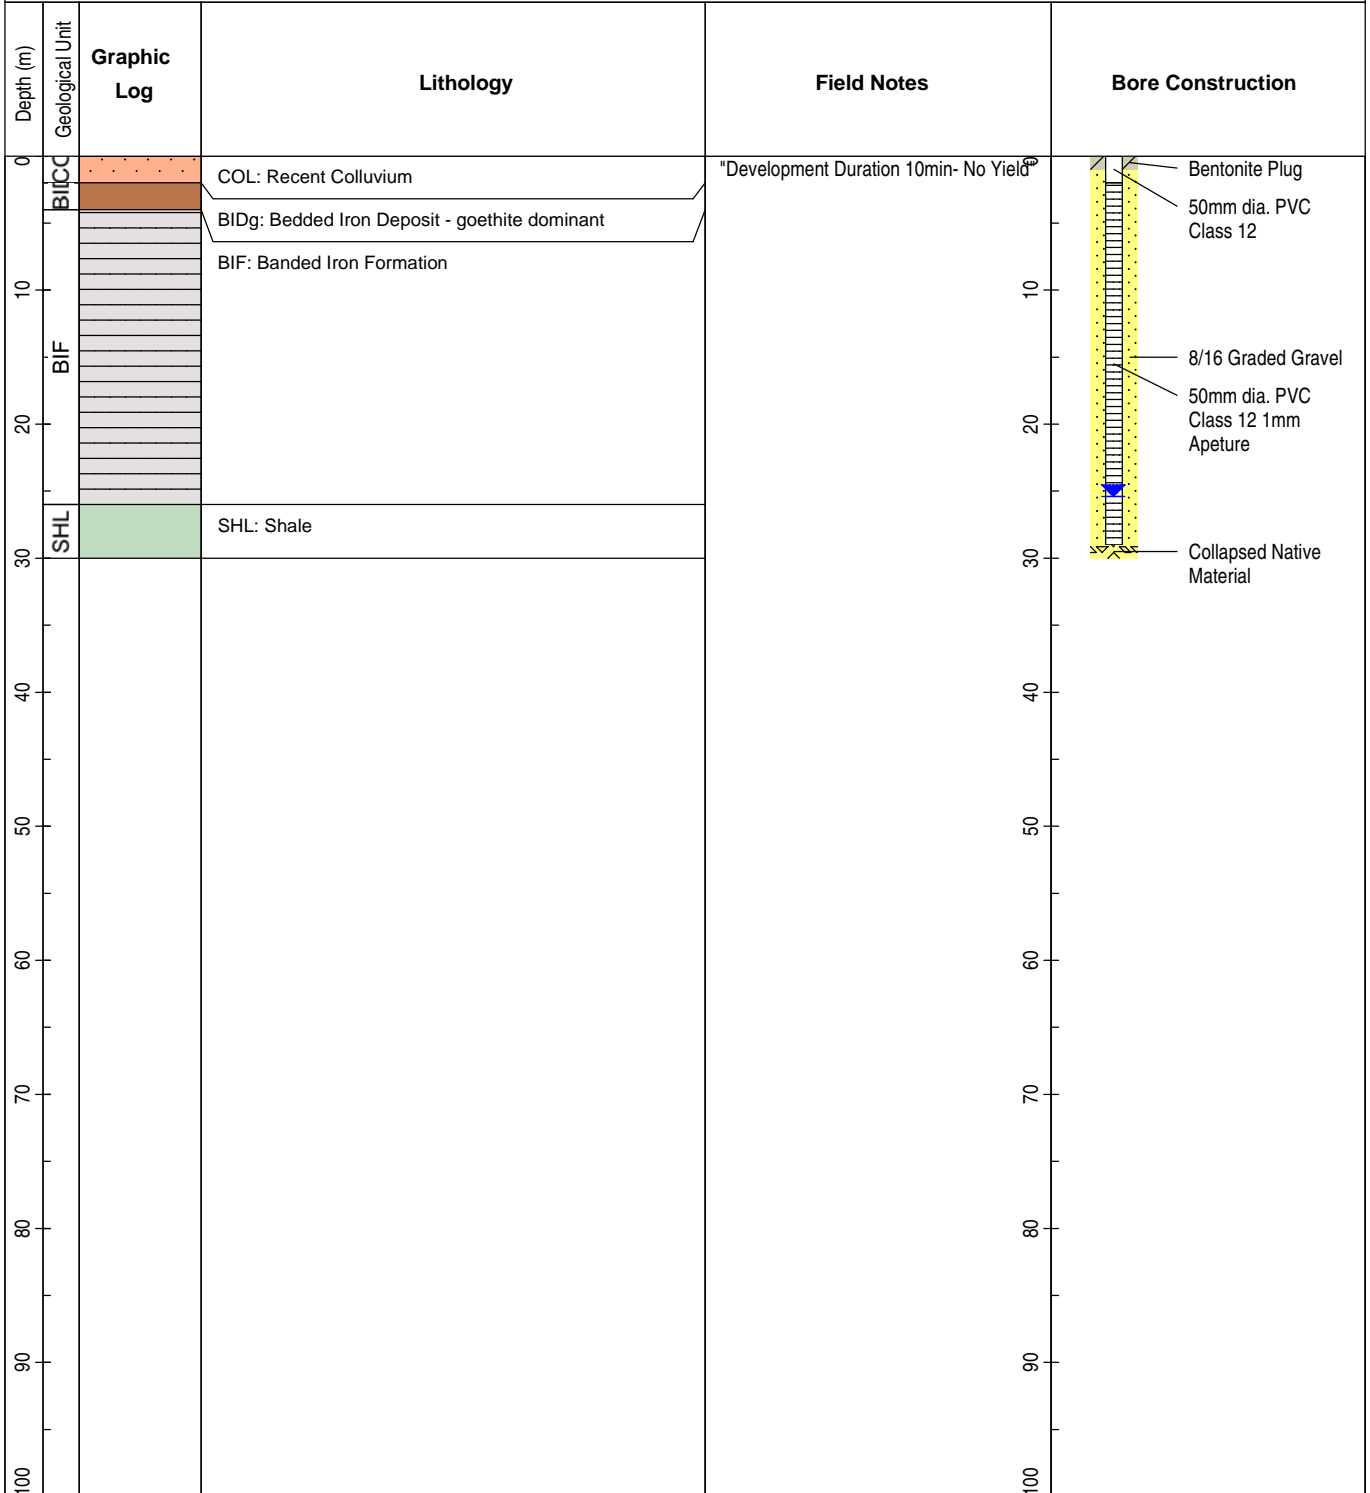 Depth (m)
Geological Unit
Graphic
Log
Lithology
Field Notes
Bore Construction
0
BIF
SHL
10
20
30
40
50
60
70
80
90
100
COL: Recent Colluvium
BIDg: Bedded Iron Deposit - goethite dominant
BIF: Banded Iron Formation
SHL: Shale
"Development Duration 10min- No Yield"
0
10
20
30
40
50
60
70
80
90
100
Bentonite Plug
50mm dia. PVC
Class 12
8/16 Graded Gravel
50mm dia. PVC
Class 12 1mm
Apeture
Collapsed Native
Material